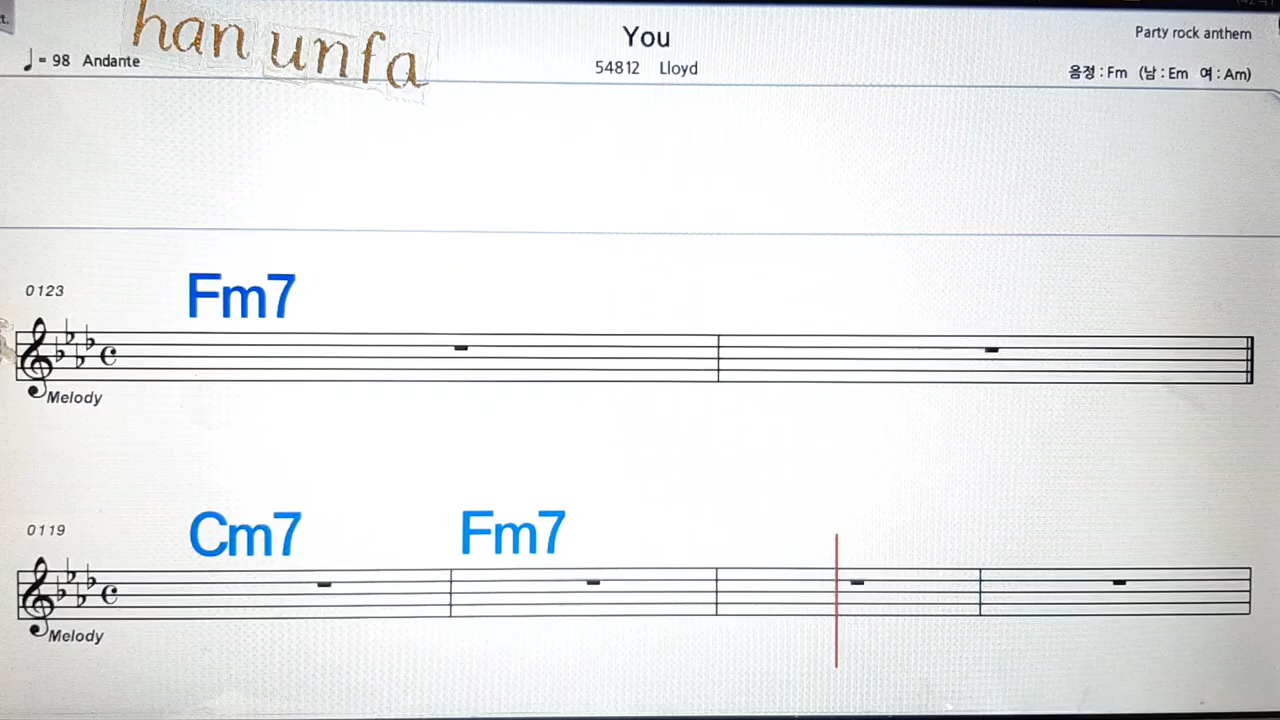 han unfa
You
Party rock anthem
♩= 98 Andante
54812 Lloyd
음정 : Fm (남 : Em 여 : Am)
Fm7
0123
Melody
Cm7 Fm7
0119
Melody